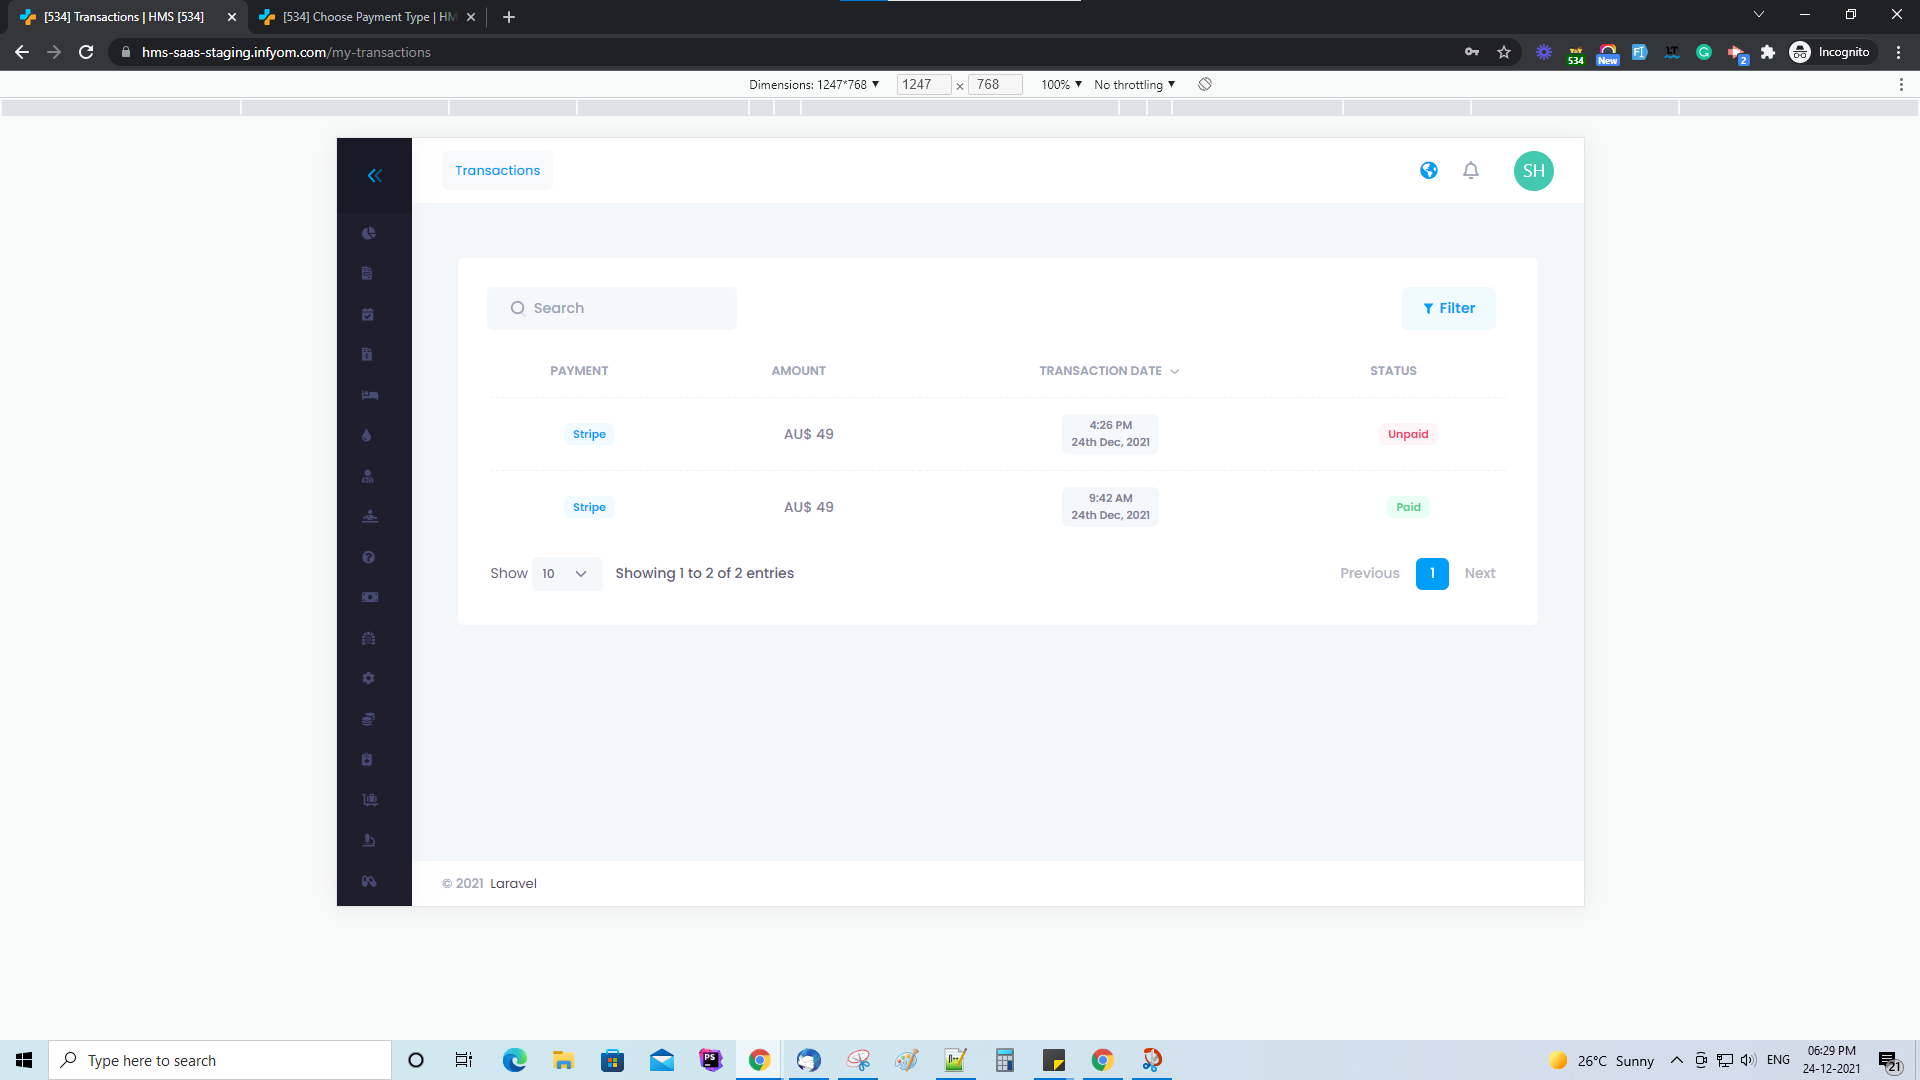 [534] Transactions | HMS [534]
[534] Choose Payment Type | HM
hms-saas-staging.infyom.com/my-transactions
534
New
2
Incognito
Dimensions: 1247*768 ▼ 1247 × 768 100% ▼ No throttling ▼
Transactions
SH
Search
Filter
PAYMENT AMOUNT TRANSACTION DATE STATUS
Stripe AU$ 49 4:26 PM
24th Dec, 2021 Unpaid
Stripe AU$ 49 9:42 AM
24th Dec, 2021 Paid
Show 10 Showing 1 to 2 of 2 entries Previous 1 Next
© 2021 Laravel
Type here to search
PS
26°C Sunny
ENG
06:29 PM
24-12-2021
21